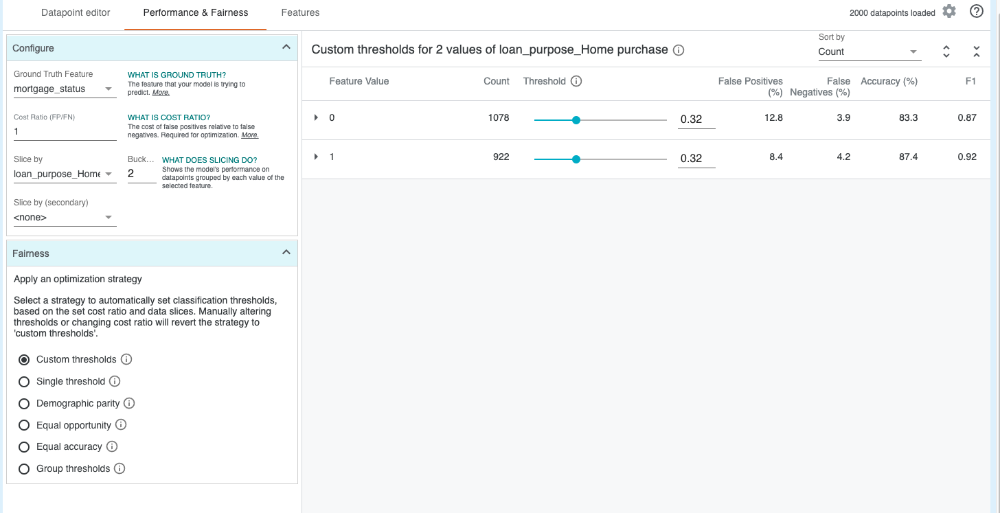 Datapoint editor
Performance & Fairness
Features
2000 datapoints loaded
Configure
Ground Truth Feature
mortgage_status
WHAT IS GROUND TRUTH?
The feature that your model is trying to
predict. More.
Cost Ratio (FP/FN)
1
WHAT IS COST RATIO?
The cost of false positives relative to false
negatives. Required for optimization. More.
Slice by
loan_purpose_Home
Buck...
2
WHAT DOES SLICING DO?
Shows the model's performance on
datapoints grouped by each value of the
selected feature.
Slice by (secondary)
<none>
Fairness
Apply an optimization strategy
Select a strategy to automatically set classification thresholds,
based on the set cost ratio and data slices. Manually altering
thresholds or changing cost ratio will revert the strategy to
'custom thresholds'.
Custom thresholds
Single threshold
Demographic parity
Equal opportunity
Equal accuracy
Group thresholds
Custom thresholds for 2 values of loan_purpose_Home purchase
Sort by
Count
Feature Value Count Threshold False Positives (%) False Negatives (%) Accuracy (%) F1
0 1078 0.32 12.8 3.9 83.3 0.87
1 922 0.32 8.4 4.2 87.4 0.92